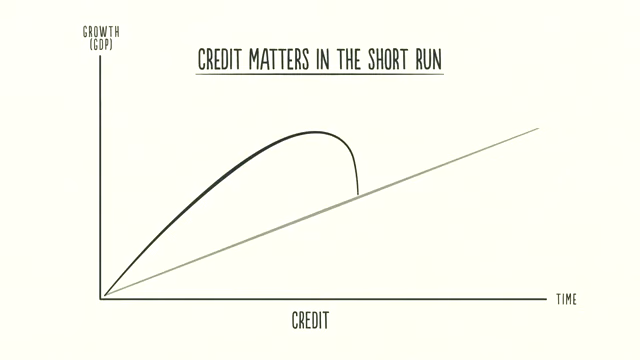 GROWTH
(GDP)
CREDIT MATTERS IN THE SHORT RUN
TIME
CREDIT